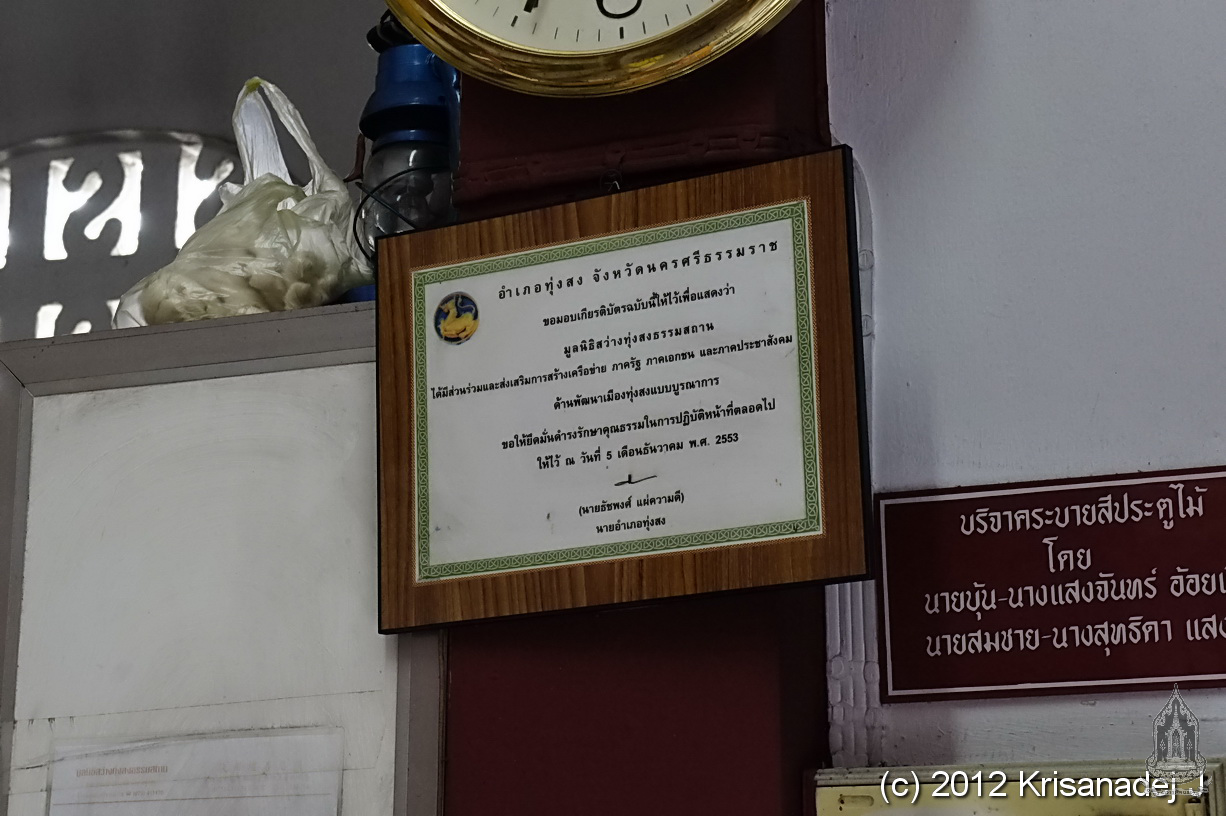 อำเภอทุ่งสง จังหวัดนครศรีธรรมราช
ขอมอบเกียรติบัตรฉบับนี้ให้ไว้เพื่อแสดงว่า
มูลนิธิสว่างทุ่งสงธรรมสถาน
ได้มีส่วนร่วมและส่งเสริมการสร้างเครือข่าย ภาครัฐ ภาคเอกชน และภาคประชาสังคม
ด้านพัฒนาเมืองทุ่งสงแบบบูรณาการ
ขอให้ยึดมั่นดำรงรักษาคุณธรรมในการปฏิบัติหน้าที่ตลอดไป
ให้ไว้ ณ วันที่ 5 เดือนธันวาคม พ.ศ. 2553
(นายธัชพงศ์ แผ่ความดี)
นายอำเภอทุ่งสง
บริจาคระบายสีประตูไม้
โดย
นายบุ้น-นางแสงจันทร์
นายสมชาย-นางสุทธิดา
(c) 2012 Krisanadej J